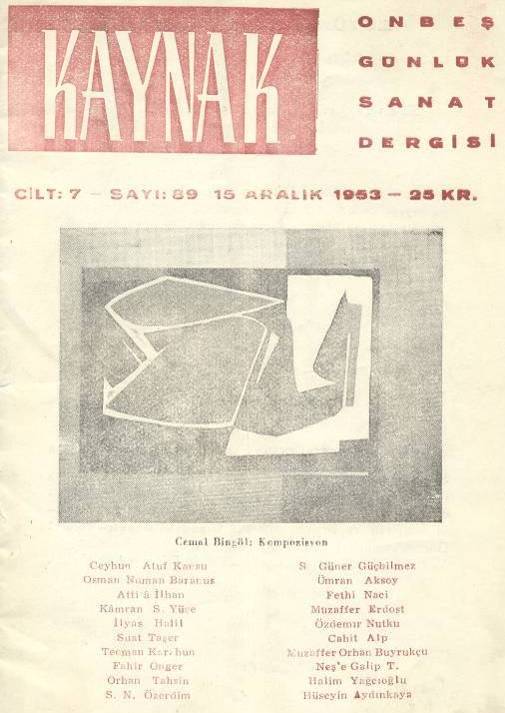 KAYNAK
ONBEŞ
GÜNLÜK
SANAT
DERGİSİ
CİLT: 7 – SAYI: 89 15 ARALIK 1953 – 25 KR.
Cemal Bingöl: Kompozisyon
Ceyhun Atuf Kansu
Osman Numan Baranus
Attilâ İlhan
Kâmran S. Yüce
İlyas Halil
Suat Taşer
Teoman Karahun
Fahir Onger
Orhan Tahsin
S. N. Özerdim
S Güner Güçbilmez
Ümran Aksoy
Fethi Naci
Muzaffer Erdost
Özdemir Nutku
Cahit Alp
Muzaffer Orhan Buyrukçu
Neş'e Galip T.
Halim Yağcıoğlu
Hüseyin Aydınkaya